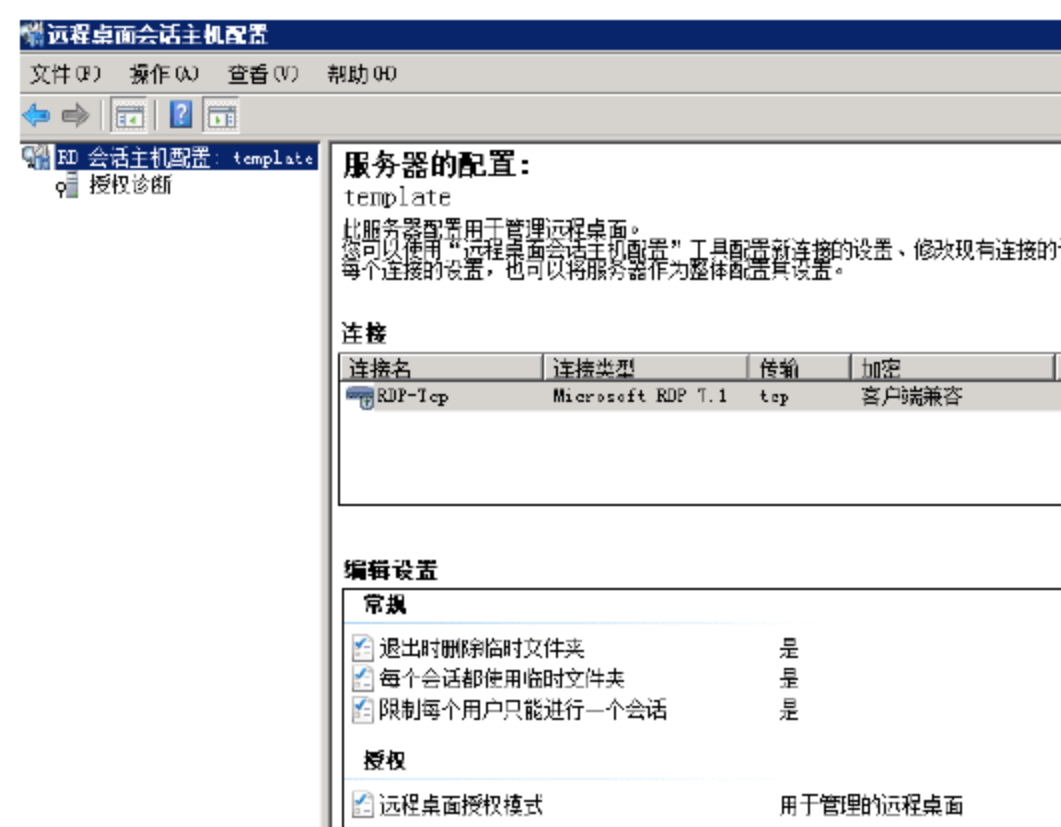 远程桌面会话主机配置
文件(F) 操作(A) 查看(V) 帮助(H)
RD 会话主机配置: template
授权诊断
服务器的配置:
template
此服务器配置用于管理远程桌面。
您可以使用“远程桌面会话主机配置”工具配置新连接的设置、修改现有连接的
每个连接的设置，也可以将服务器作为整体配置其设置。
连接
连接名 连接类型 传输 加密
RDP-Tcp Microsoft RDP 7.1 tcp 客户端兼容
编辑设置
常规
退出时删除临时文件夹 是
每个会话都使用临时文件夹 是
限制每个用户只能进行一个会话 是
授权
远程桌面授权模式 用于管理的远程桌面